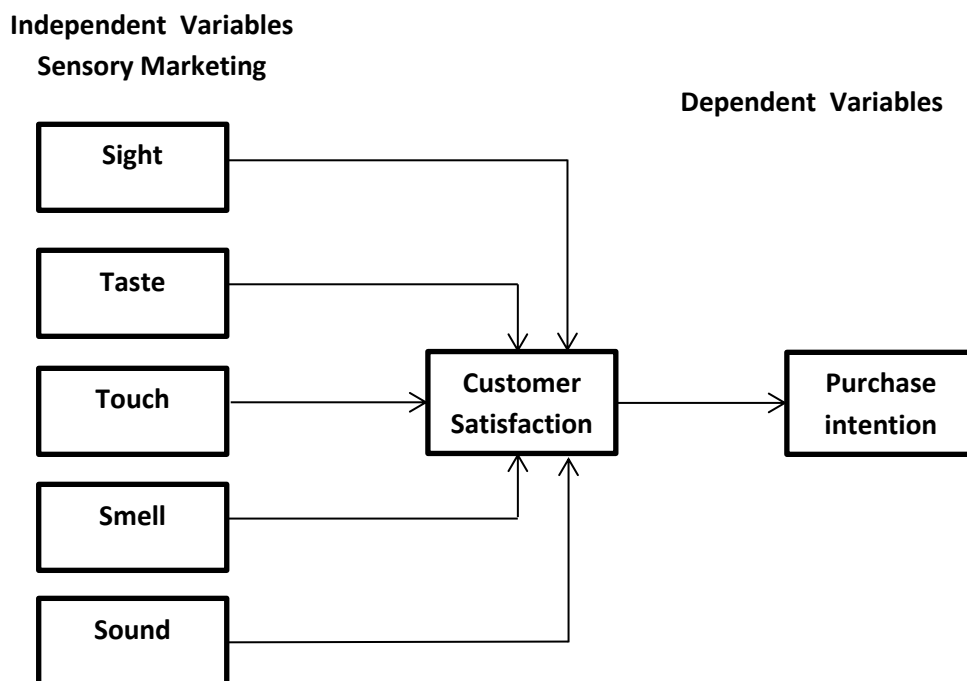 Independent Variables
Sensory Marketing
Dependent Variables
Sight
Taste
Touch
Customer
Satisfaction
Purchase
intention
Smell
Sound